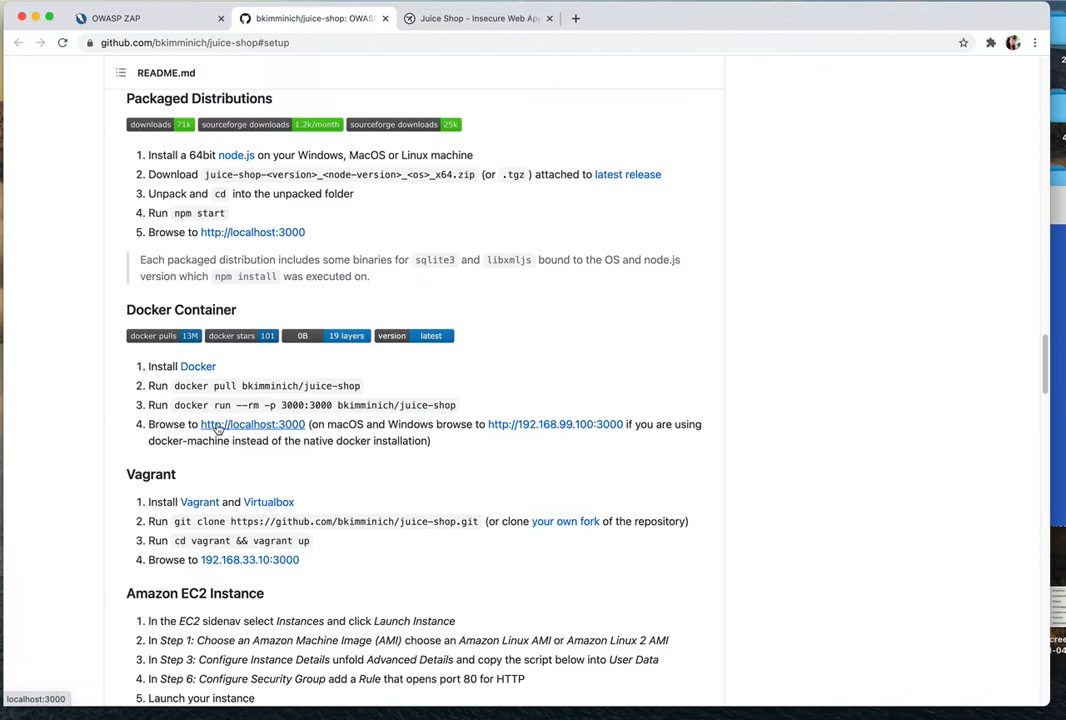 OWASP ZAP
bkimminich/juice-shop: OWAS
Juice Shop - Insecure Web Ap
github.com/bkimminich/juice-shop#setup
README.md
Packaged Distributions
downloads 71k sourceforge downloads 1.2k/month sourceforge downloads 25k
1. Install a 64bit node.js on your Windows, MacOS or Linux machine
2. Download juice-shop-<version>_<node-version>_<os>_x64.zip (or .tgz ) attached to latest release
3. Unpack and cd into the unpacked folder
4. Run npm start
5. Browse to http://localhost:3000
Each packaged distribution includes some binaries for sqlite3 and libxmljs bound to the OS and node.js
version which npm install was executed on.
Docker Container
docker pulls 13M docker stars 101 0B 19 layers version latest
1. Install Docker
2. Run docker pull bkimminich/juice-shop
3. Run docker run --rm -p 3000:3000 bkimminich/juice-shop
4. Browse to http://localhost:3000 (on macOS and Windows browse to http://192.168.99.100:3000 if you are using
docker-machine instead of the native docker installation)
Vagrant
1. Install Vagrant and Virtualbox
2. Run git clone https://github.com/bkimminich/juice-shop.git (or clone your own fork of the repository)
3. Run cd vagrant && vagrant up
4. Browse to 192.168.33.10:3000
Amazon EC2 Instance
1. In the EC2 sidenav select Instances and click Launch Instance
2. In Step 1: Choose an Amazon Machine Image (AMI) choose an Amazon Linux AMI or Amazon Linux 2 AMI
3. In Step 3: Configure Instance Details unfold Advanced Details and copy the script below into User Data
4. In Step 6: Configure Security Group add a Rule that opens port 80 for HTTP
5. Launch your instance
localhost:3000